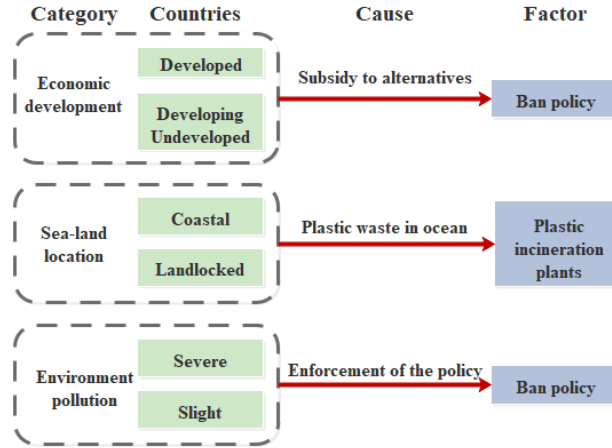 Category Countries Cause Factor
Economic
development
Developed
Developing
Undeveloped
Subsidy to alternatives
Ban policy
Sea-land
location
Coastal
Landlocked
Plastic waste in ocean
Plastic
incineration
plants
Environment
pollution
Severe
Slight
Enforcement of the policy
Ban policy